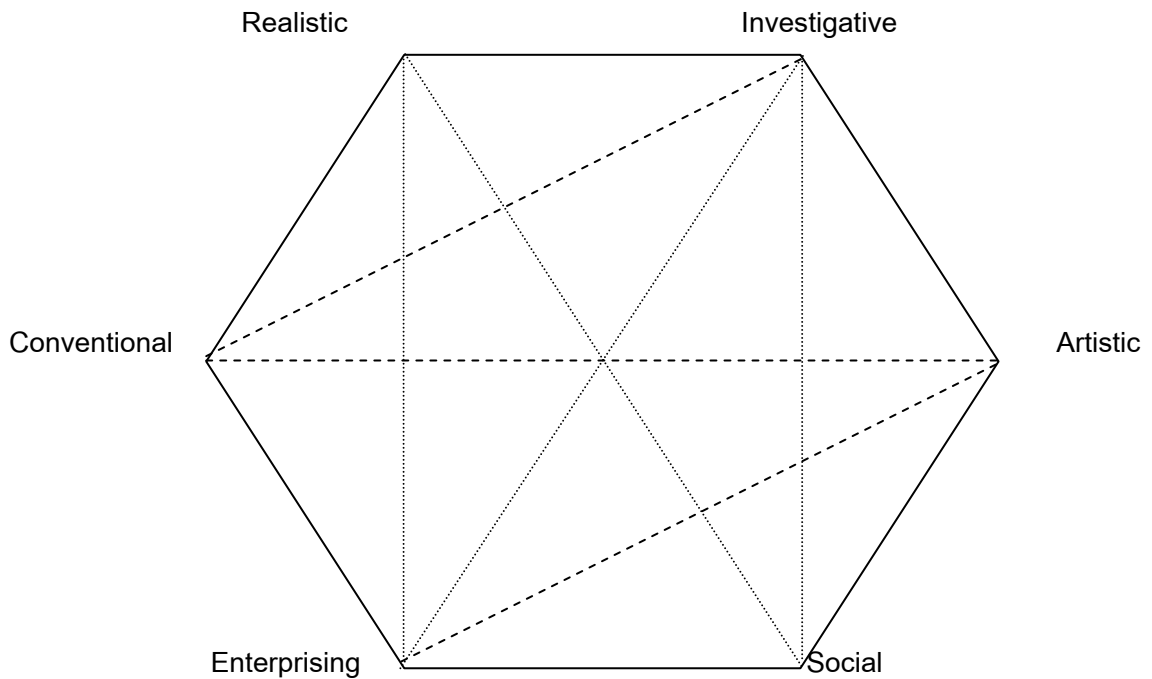 Realistic
Investigative
Conventional
Artistic
Enterprising
Social